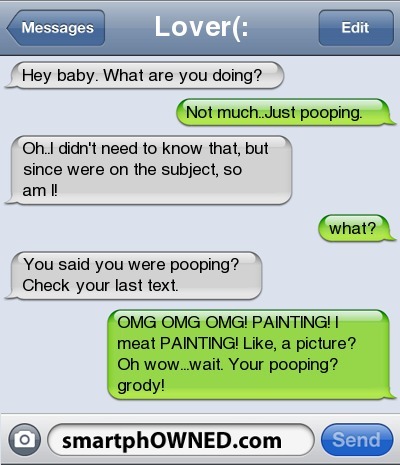 Messages
Lover(:
Edit
Hey baby. What are you doing?
Not much..Just pooping.
Oh..I didn't need to know that, but
since were on the subject, so
am I!
what?
You said you were pooping?
Check your last text.
OMG OMG OMG! PAINTING! I
meat PAINTING! Like, a picture?
Oh wow...wait. Your pooping?
grody!
smartphOWNED.com
Send